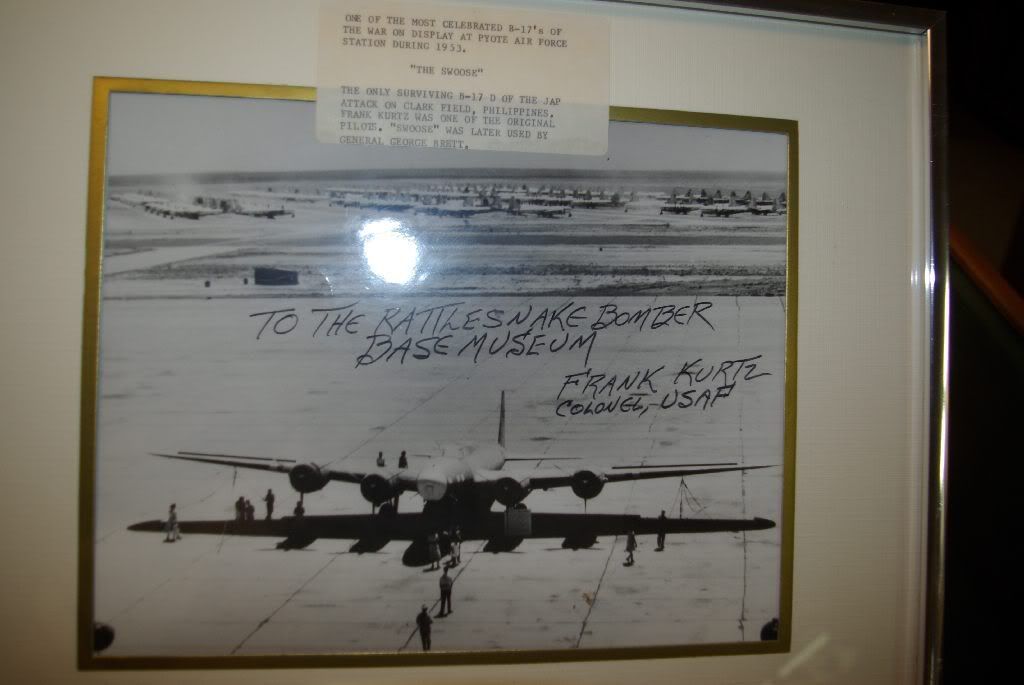 ONE OF THE MOST CELEBRATED B-17's OF
THE WAR ON DISPLAY AT PYOTE AIR FORCE
STATION DURING 1953.
"THE SWOOSE"
THE ONLY SURVIVING B-17 D OF THE JAP
ATTACK ON CLARK FIELD, PHILIPPINES.
FRANK KURTZ WAS ONE OF THE ORIGINAL
PILOTS. "SWOOSE" WAS LATER USED BY
GENERAL GEORGE BRETT.
TO THE RATTLESNAKE BOMBER
BASE MUSEUM
FRANK KURTZ
COLONEL, USAF